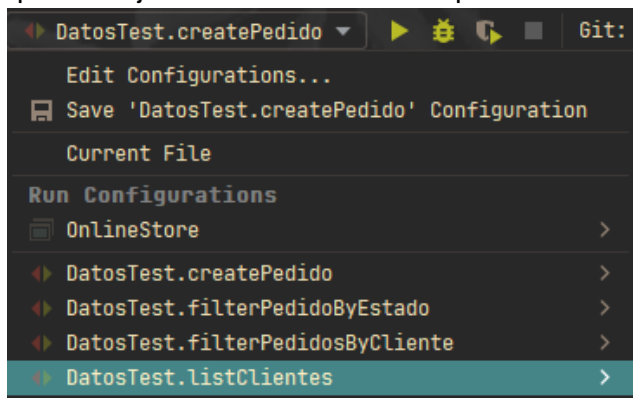 DatosTest.createPedido
Git:
Edit Configurations...
Save 'DatosTest.createPedido' Configuration
Current File
Run Configurations
OnlineStore
DatosTest.createPedido
DatosTest.filterPedidoByEstado
DatosTest.filterPedidosByCliente
DatosTest.listClientes